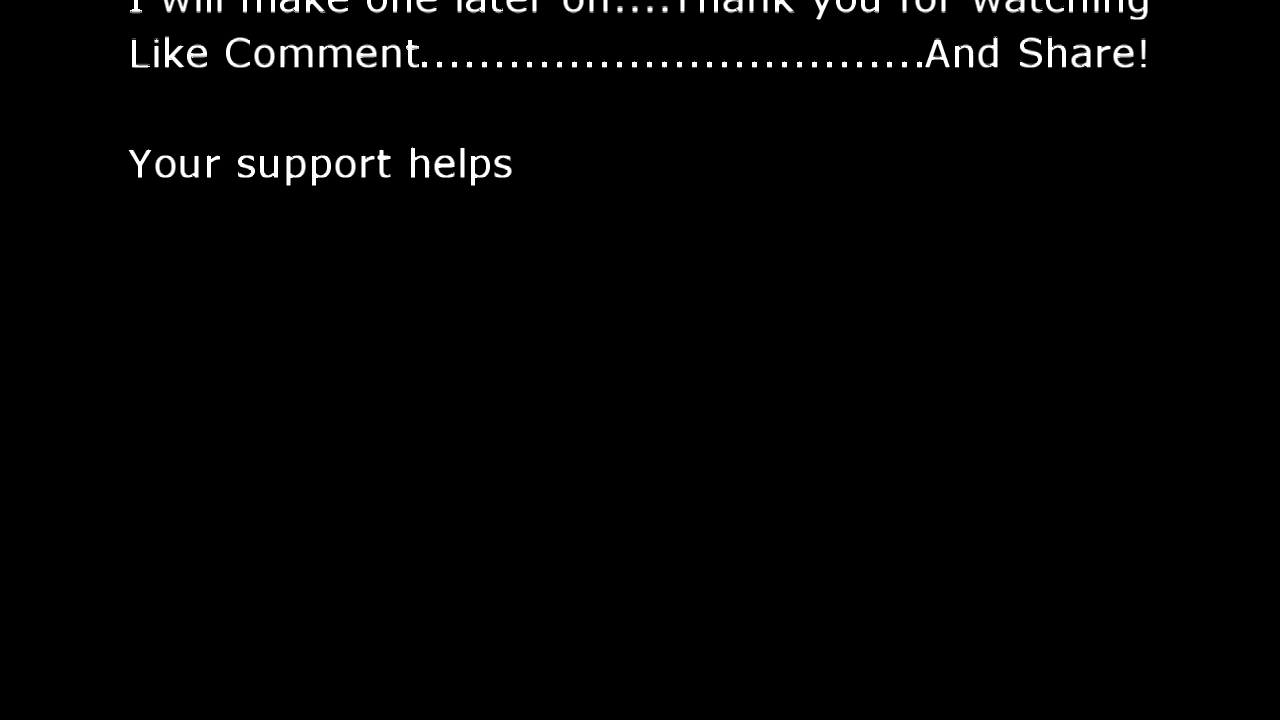 I will make one later on....Thank you for watching
Like Comment..................................And Share!
Your support helps